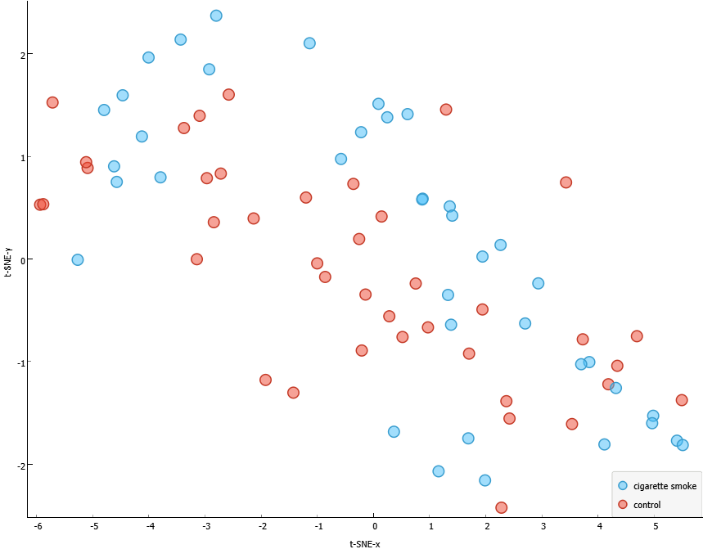 2
1
0
-1
-2
t-SNE-y
-6 -5 -4 -3 -2 -1 0 1 2 3 4 5
t-SNE-x
cigarette smoke
control